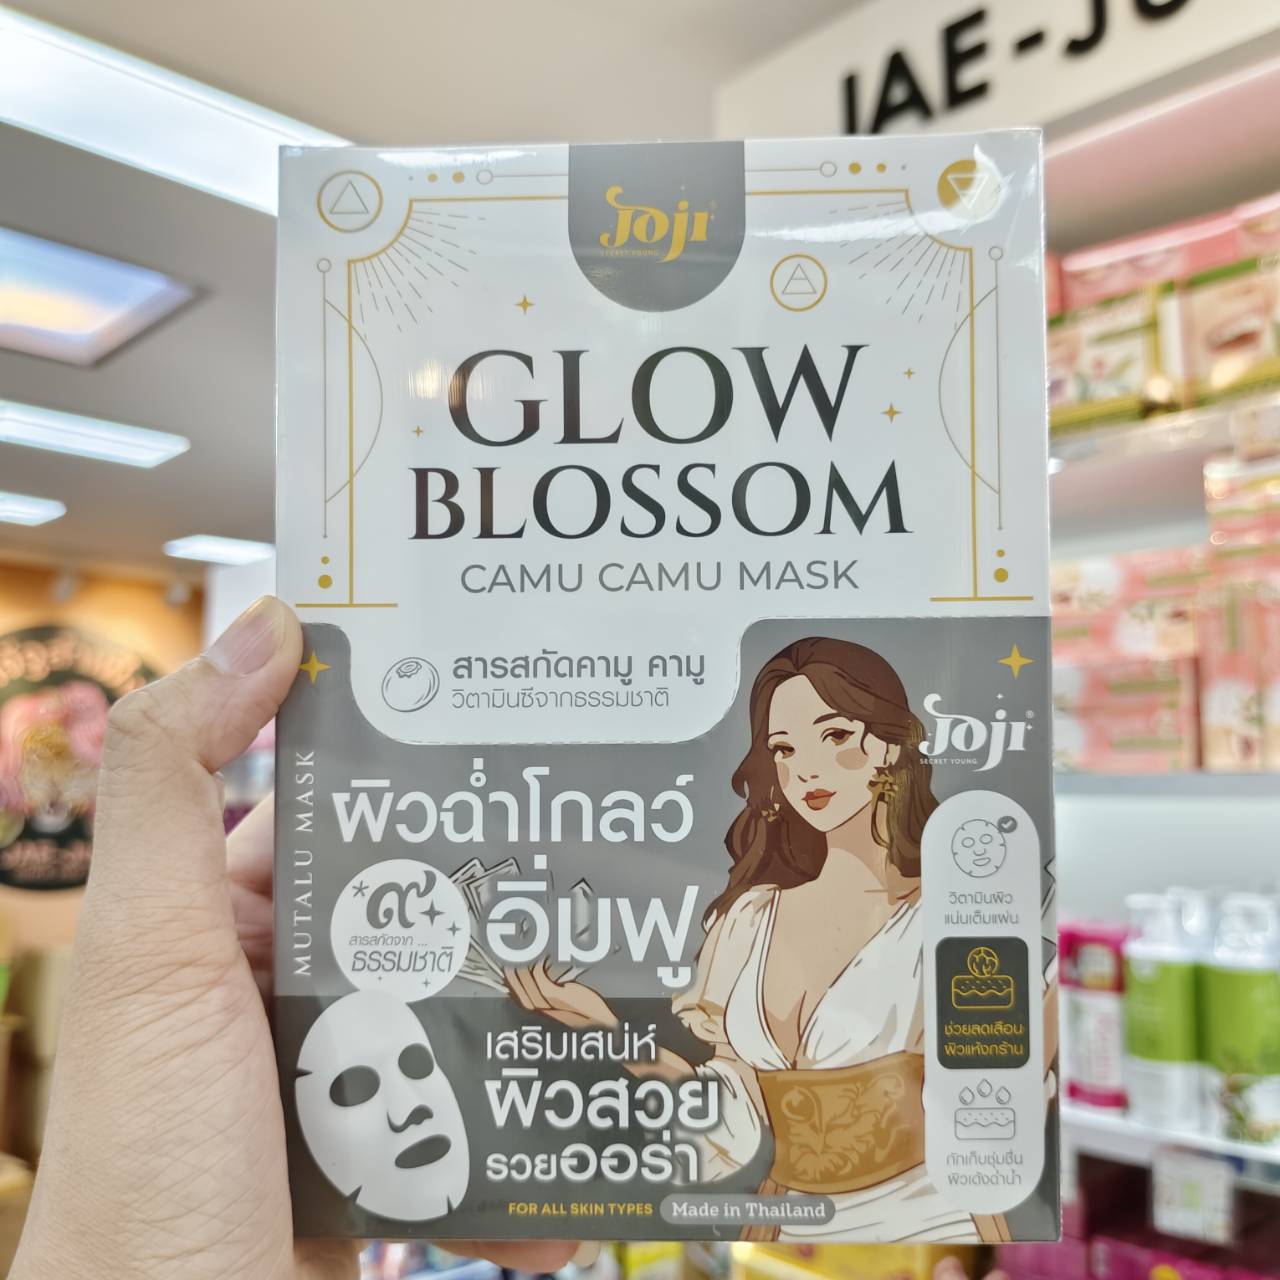 JAE-JU
Joji®
SECRET YOUNG
GLOW
BLOSSOM
CAMU CAMU MASK
สารสกัดคามู คามู
วิตามินซีจากธรรมชาติ
MUTALU MASK
ผิวฉ่ำโกลว์
อิ่มฟู
*๙
สารสกัดจาก ...
ธรรมชาติ
เสริมเสน่ห์
ผิวสวย
รวยออร่า
FOR ALL SKIN TYPES
Made in Thailand
Joji®
SECRET YOUNG
วิตามินผิว
แน่นเต็มแผ่น
ช่วยลดเลือน
ผิวแห้งกร้าน
กักเก็บชุ่มชื่น
ผิวเด้งฉ่ำน้ำ